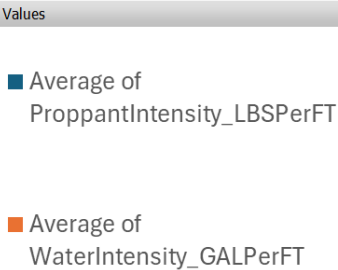 Values
Average of
ProppantIntensity_LBSPerFT
Average of
WaterIntensity_GALPerFT